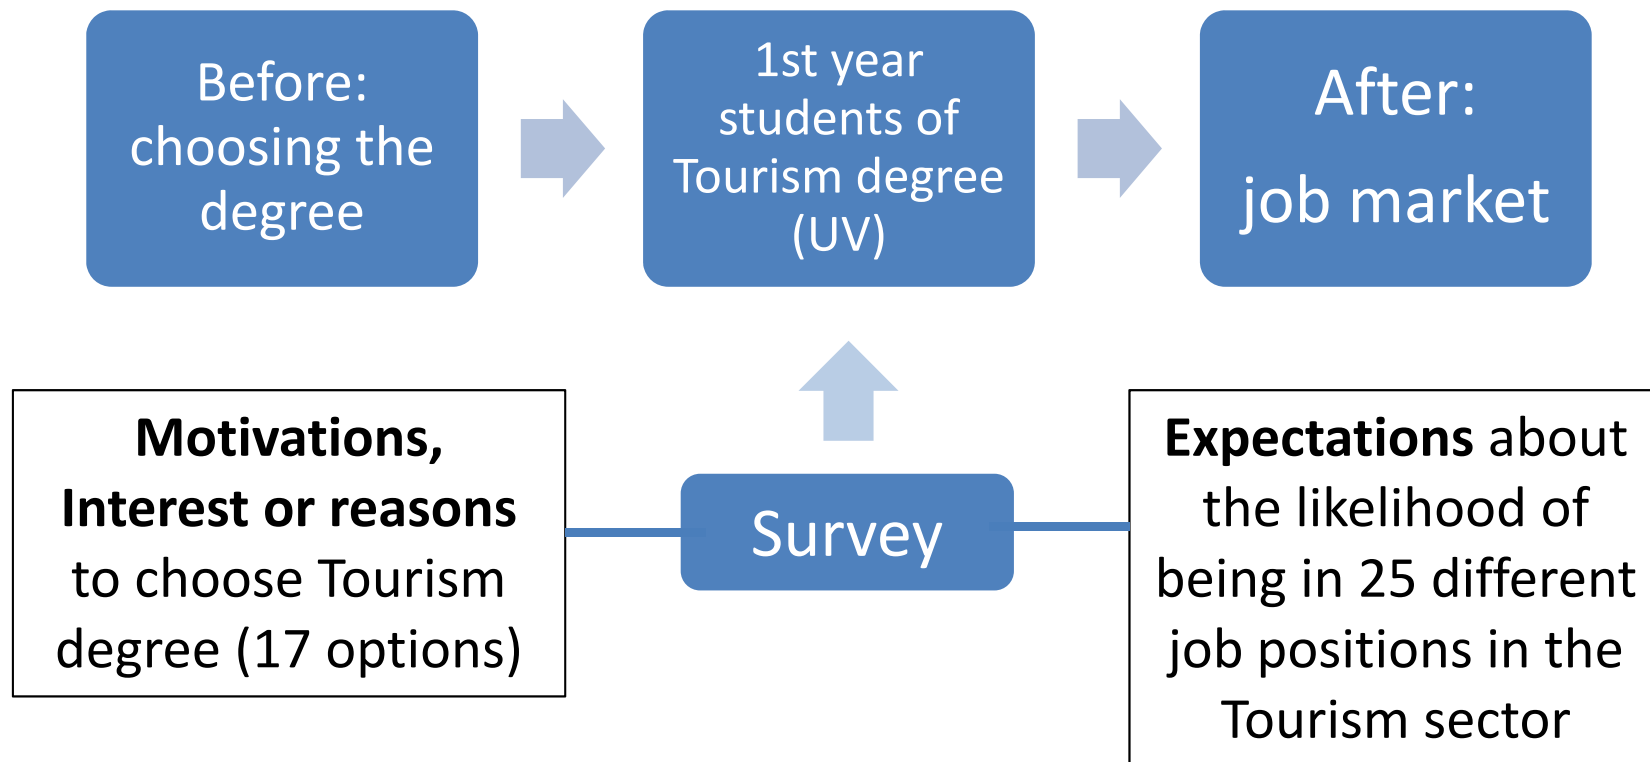 Before:
choosing the
degree
1st year
students of
Tourism degree
(UV)
After:
job market
Motivations,
Interest or reasons
to choose Tourism
degree (17 options)
Survey
Expectations about
the likelihood of
being in 25 different
job positions in the
Tourism sector